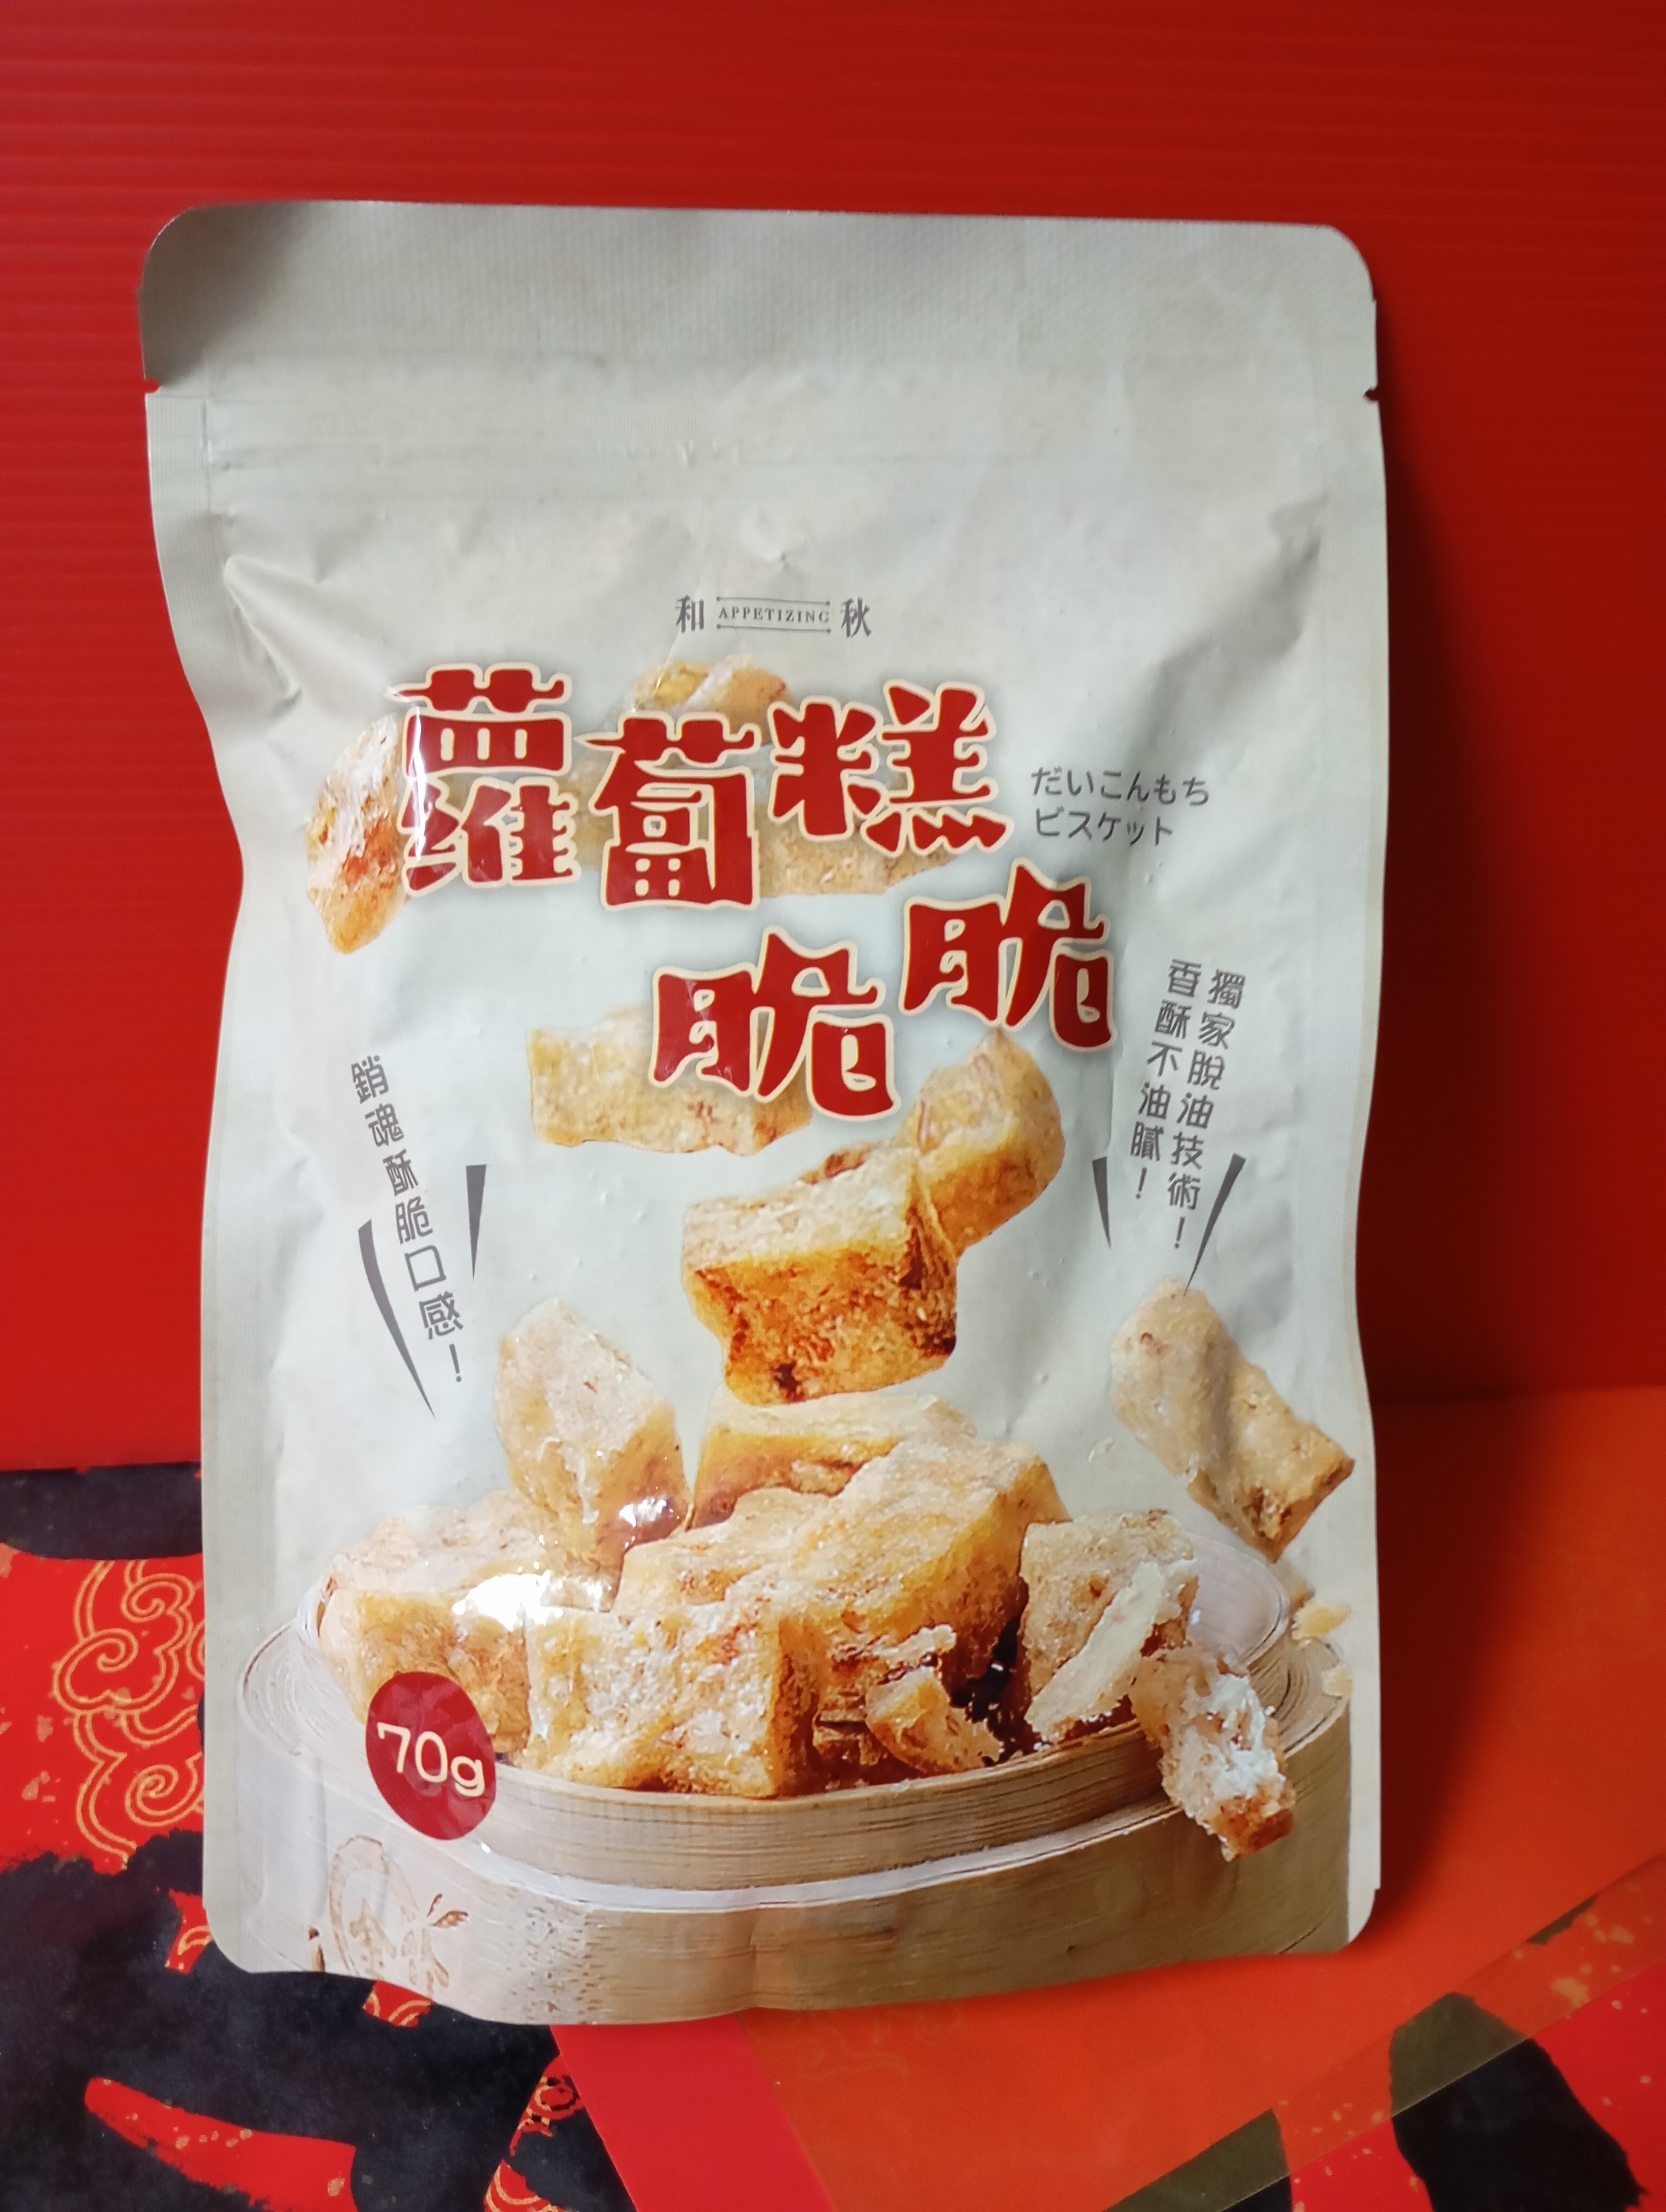 和 APPETIZING 秋
蘿蔔糕
脆脆
だいこんもち
ビスケット
獨家脫油技術！
香酥不油膩！
銷魂酥脆口感！
70g